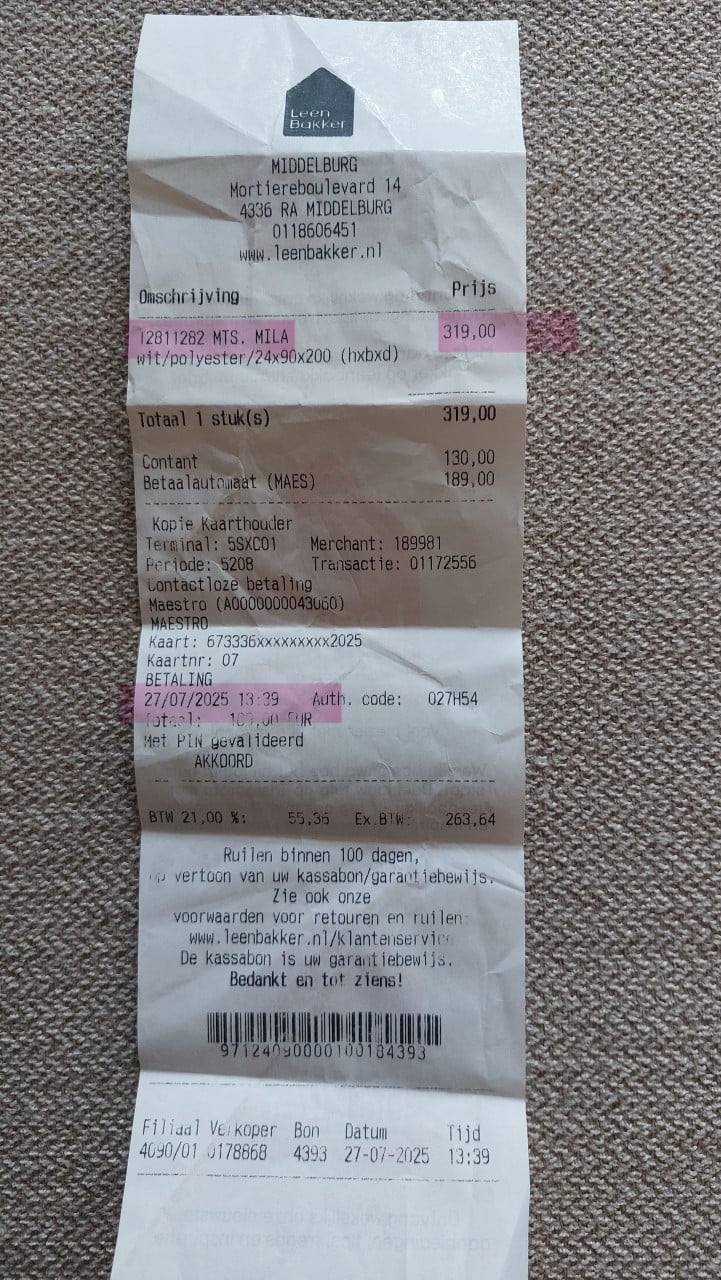 Leen
Bakker
MIDDELBURG
Mortiereboulevard 14
4336 RA MIDDELBURG
0118606451
www.leenbakker.nl
Omschrijving Prijs
12811282 MTS. MILA 319,00
wit/polyester/24x90x200 (hxbxd)
Totaal 1 stuk(s) 319,00
Contant 130,00
Betaalautomaat (MAES) 189,00
Kopie Kaarthouder
Terminal: 5SXC01 Merchant: 189981
Periode: 5208 Transactie: 01172556
Contactloze betaling
Maestro (A0000000043060)
MAESTRO
Kaart: 673336xxxxxxxxx2025
Kaartnr: 07
BETALING
27/07/2025 13:39 Auth. code: 027H54
Totaal: 189,00 EUR
Met PIN gevalideerd
AKKOORD
BTW 21,00 %: 55,36 Ex.BTW: 263,64
Ruilen binnen 100 dagen,
op vertoon van uw kassabon/garantiebewijs.
Zie ook onze
voorwaarden voor retouren en ruilen:
www.leenbakker.nl/klantenservice
De kassabon is uw garantiebewijs.
Bedankt en tot ziens!
97124090000100184393
Filiaal Verkoper Bon Datum Tijd
4090/01 0178868 4393 27-07-2025 13:39